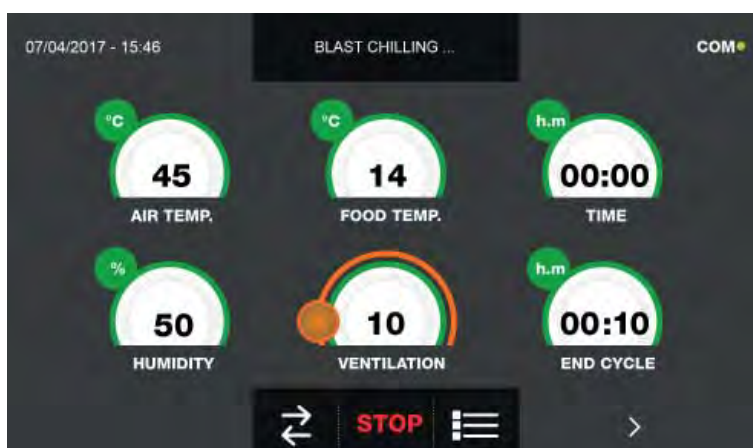 07/04/2017 - 15:46 BLAST CHILLING ... COM
°C °C h.m
45 14 00:00
AIR TEMP. FOOD TEMP. TIME
% h.m
50 10 00:10
HUMIDITY VENTILATION END CYCLE
STOP